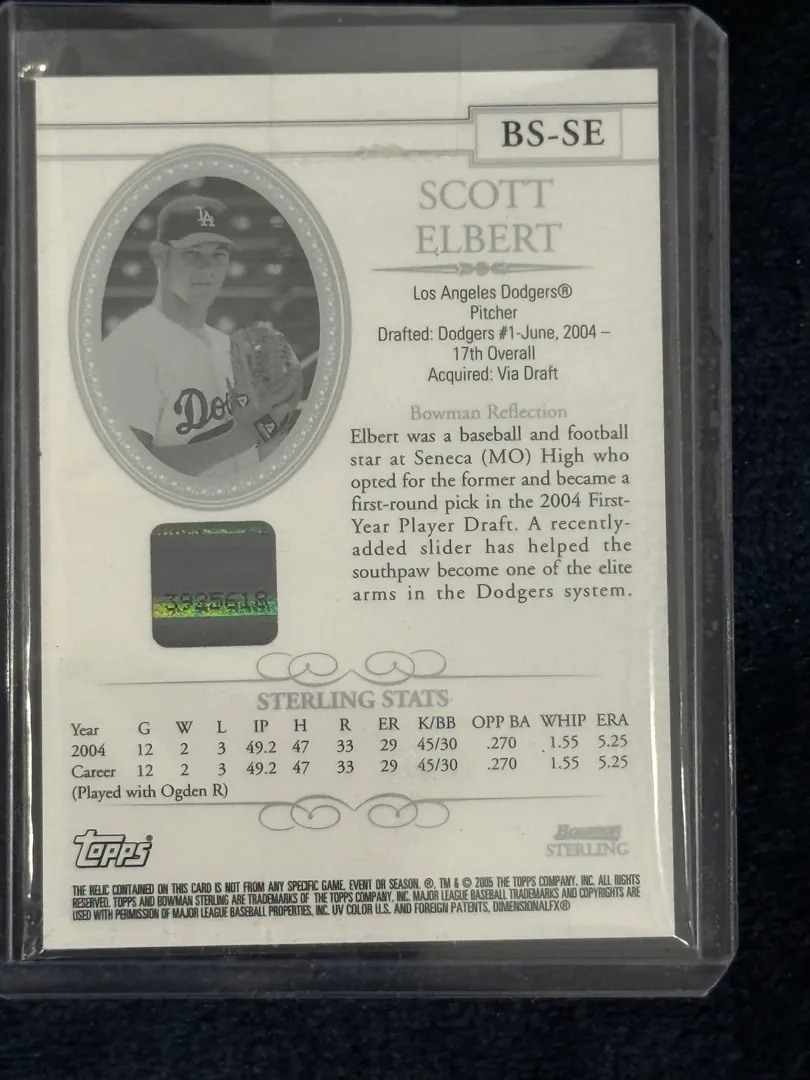 BS-SE
SCOTT
ELBERT
Los Angeles Dodgers®
Pitcher
Drafted: Dodgers #1-June, 2004 –
17th Overall
Acquired: Via Draft
LA
Dod
Bowman Reflection
Elbert was a baseball and football
star at Seneca (MO) High who
opted for the former and became a
first-round pick in the 2004 First-
Year Player Draft. A recently-
added slider has helped the
southpaw become one of the elite
arms in the Dodgers system.
3925618
STERLING STATS
Year G W L IP H R ER K/BB OPP BA WHIP ERA
2004 12 2 3 49.2 47 33 29 45/30 .270 1.55 5.25
Career 12 2 3 49.2 47 33 29 45/30 .270 1.55 5.25
(Played with Ogden R)
Topps®
Bowman
STERLING
THE RELIC CONTAINED ON THIS CARD IS NOT FROM ANY SPECIFIC GAME, EVENT OR SEASON. ®, TM & © 2005 THE TOPPS COMPANY, INC. ALL RIGHTS
RESERVED. TOPPS AND BOWMAN STERLING ARE TRADEMARKS OF THE TOPPS COMPANY, INC. MAJOR LEAGUE BASEBALL TRADEMARKS AND COPYRIGHTS ARE
USED WITH PERMISSION OF MAJOR LEAGUE BASEBALL PROPERTIES, INC. UV COLOR U.S. AND FOREIGN PATENTS, DIMENSIONALFX®